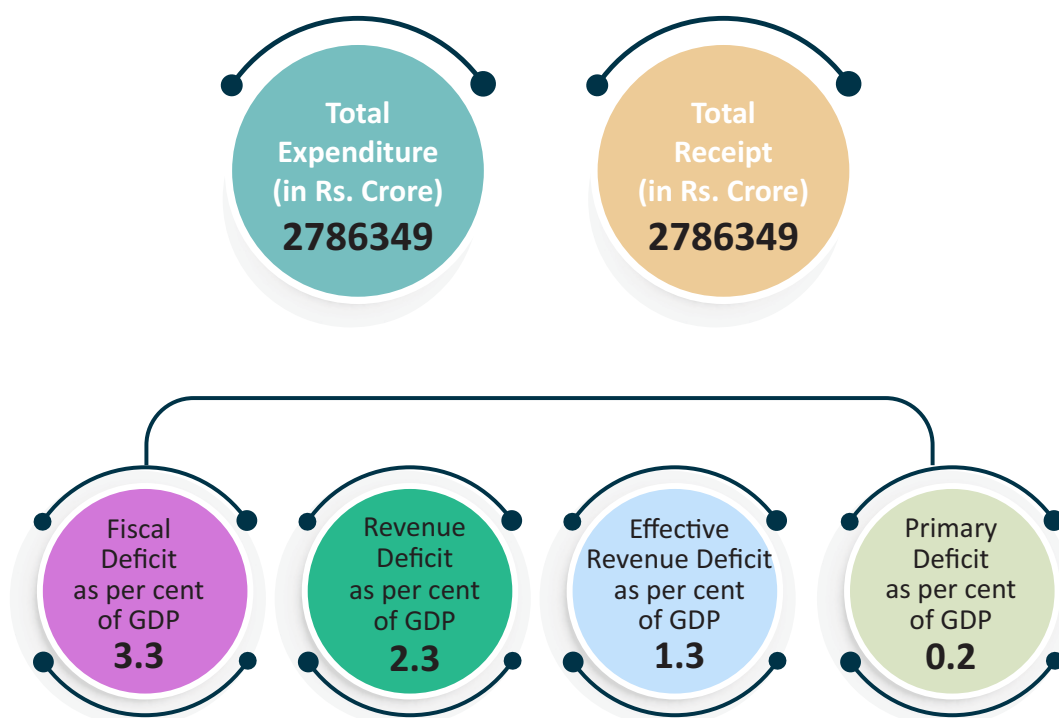 Total
Expenditure
(in Rs. Crore)
2786349
Total
Receipt
(in Rs. Crore)
2786349
Fiscal
Deficit
as per cent
of GDP
3.3
Revenue
Deficit
as per cent
of GDP
2.3
Effective
Revenue Deficit
as per cent
of GDP
1.3
Primary
Deficit
as per cent
of GDP
0.2